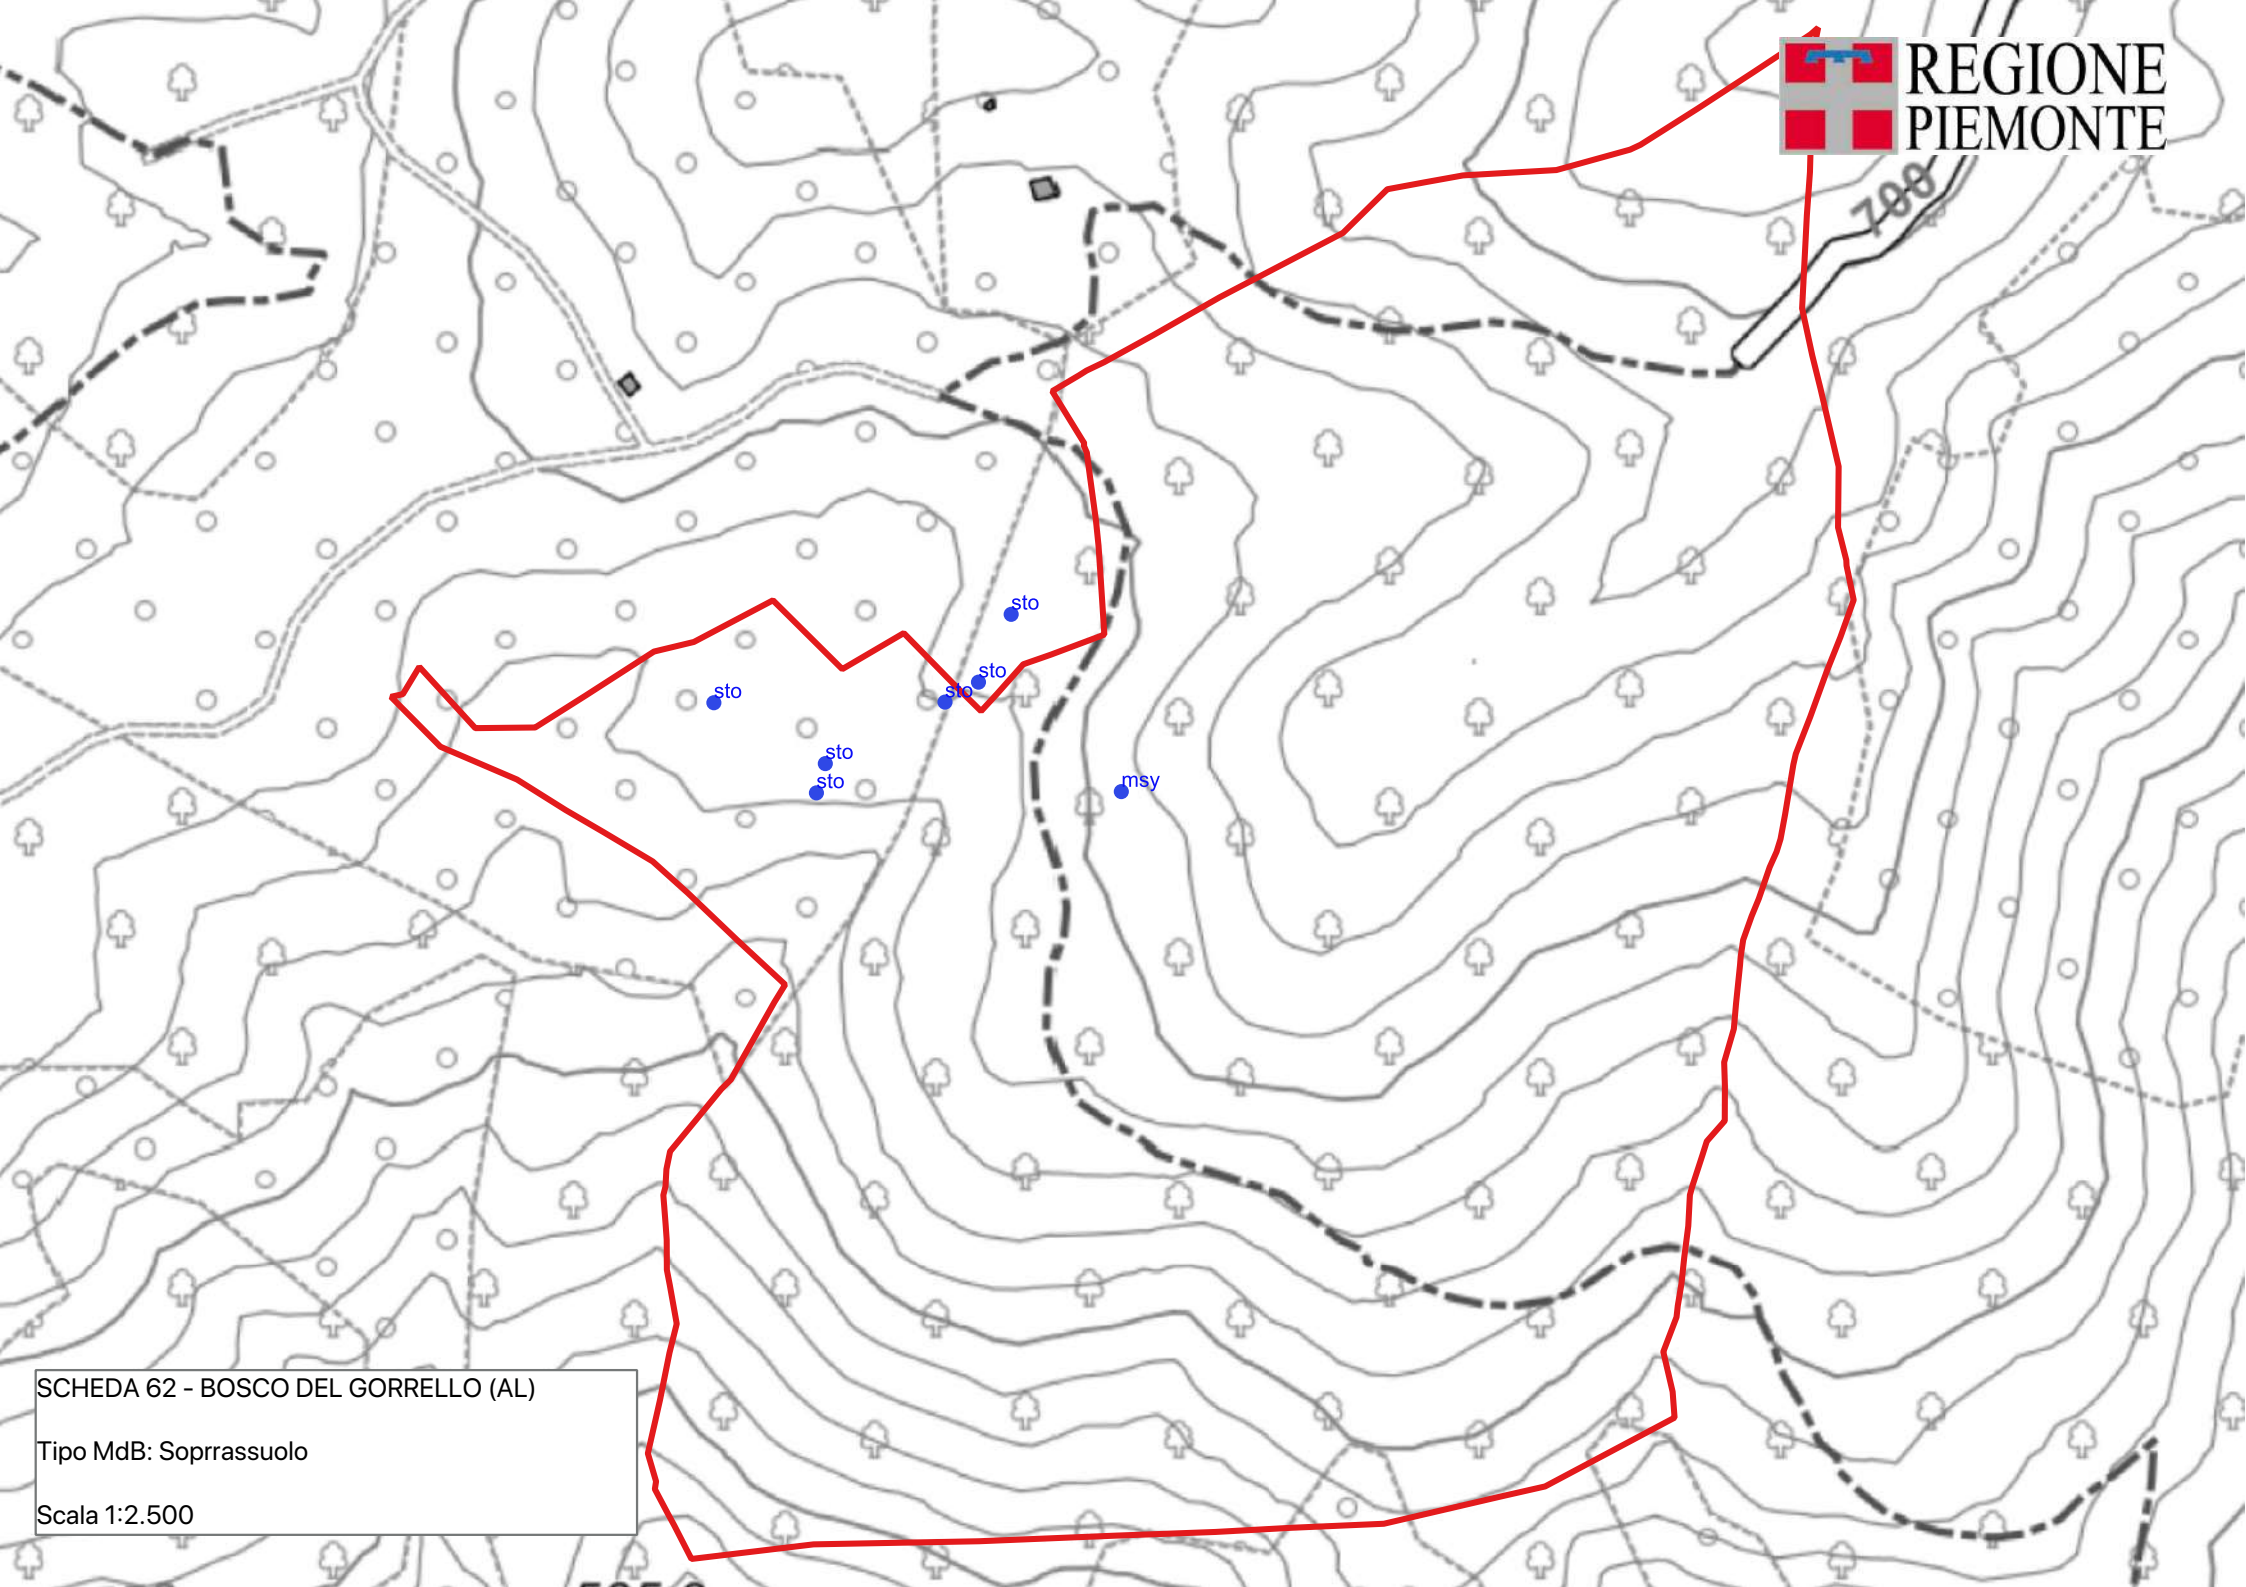 REGIONE
PIEMONTE
700
sto
sto
sto
sto
sto
sto
msy
SCHEDA 62 - BOSCO DEL GORRELLO (AL)
Tipo MdB: Soprrassuolo
Scala 1:2.500